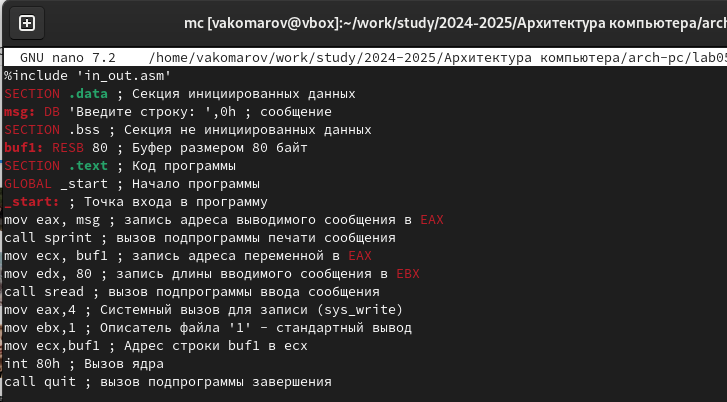 mc [vakomarov@vbox]:~/work/study/2024-2025/Архитектура компьютера/arch
GNU nano 7.2 /home/vakomarov/work/study/2024-2025/Архитектура компьютера/arch-pc/lab05
%include 'in_out.asm'
SECTION .data ; Секция инициированных данных
msg: DB 'Введите строку: ',0h ; сообщение
SECTION .bss ; Секция не инициированных данных
buf1: RESB 80 ; Буфер размером 80 байт
SECTION .text ; Код программы
GLOBAL _start ; Начало программы
_start: ; Точка входа в программу
mov eax, msg ; запись адреса выводимого сообщения в EAX
call sprint ; вызов подпрограммы печати сообщения
mov ecx, buf1 ; запись адреса переменной в EAX
mov edx, 80 ; запись длины вводимого сообщения в EBX
call sread ; вызов подпрограммы ввода сообщения
mov eax,4 ; Системный вызов для записи (sys_write)
mov ebx,1 ; Описатель файла '1' - стандартный вывод
mov ecx,buf1 ; Адрес строки buf1 в ecx
int 80h ; Вызов ядра
call quit ; вызов подпрограммы завершения